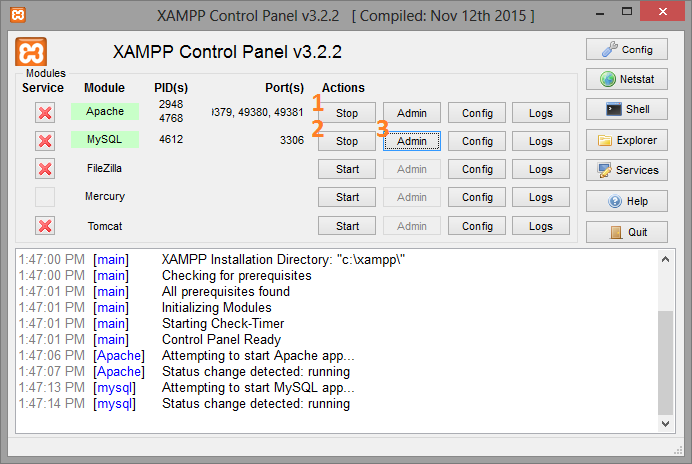 XAMPP Control Panel v3.2.2 [ Compiled: Nov 12th 2015 ]
XAMPP Control Panel v3.2.2
Config
Modules
Service Module PID(s) Port(s) Actions
Netstat
Apache 2948 4768 9379, 49380, 49381 1 Stop Admin Config Logs
Shell
MySQL 4612 3306 2 Stop 3 Admin Config Logs
Explorer
FileZilla Start Admin Config Logs
Services
Mercury Start Admin Config Logs
Help
Tomcat Start Admin Config Logs
Quit
1:47:00 PM [main] XAMPP Installation Directory: "c:\xampp\"
1:47:00 PM [main] Checking for prerequisites
1:47:01 PM [main] All prerequisites found
1:47:01 PM [main] Initializing Modules
1:47:01 PM [main] Starting Check-Timer
1:47:01 PM [main] Control Panel Ready
1:47:06 PM [Apache] Attempting to start Apache app...
1:47:07 PM [Apache] Status change detected: running
1:47:13 PM [mysql] Attempting to start MySQL app...
1:47:14 PM [mysql] Status change detected: running